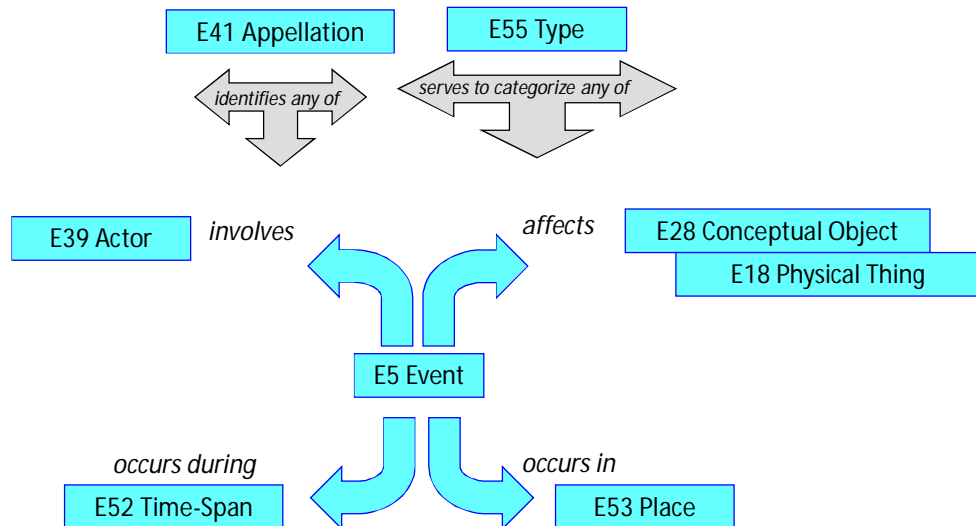 E41 Appellation
E55 Type
identifies any of
serves to categorize any of
E39 Actor
involves
affects
E28 Conceptual Object
E18 Physical Thing
E5 Event
occurs during
occurs in
E52 Time-Span
E53 Place